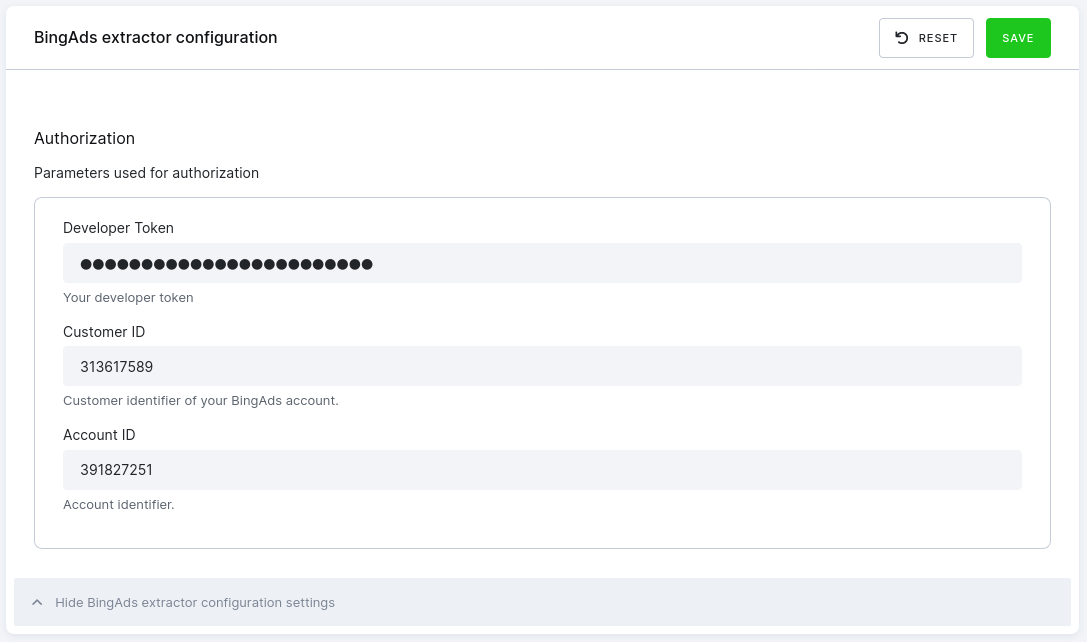 BingAds extractor configuration
RESET
SAVE
Authorization
Parameters used for authorization
Developer Token
●●●●●●●●●●●●●●●●●●●●●●●●
Your developer token
Customer ID
313617589
Customer identifier of your BingAds account.
Account ID
391827251
Account identifier.
Hide BingAds extractor configuration settings